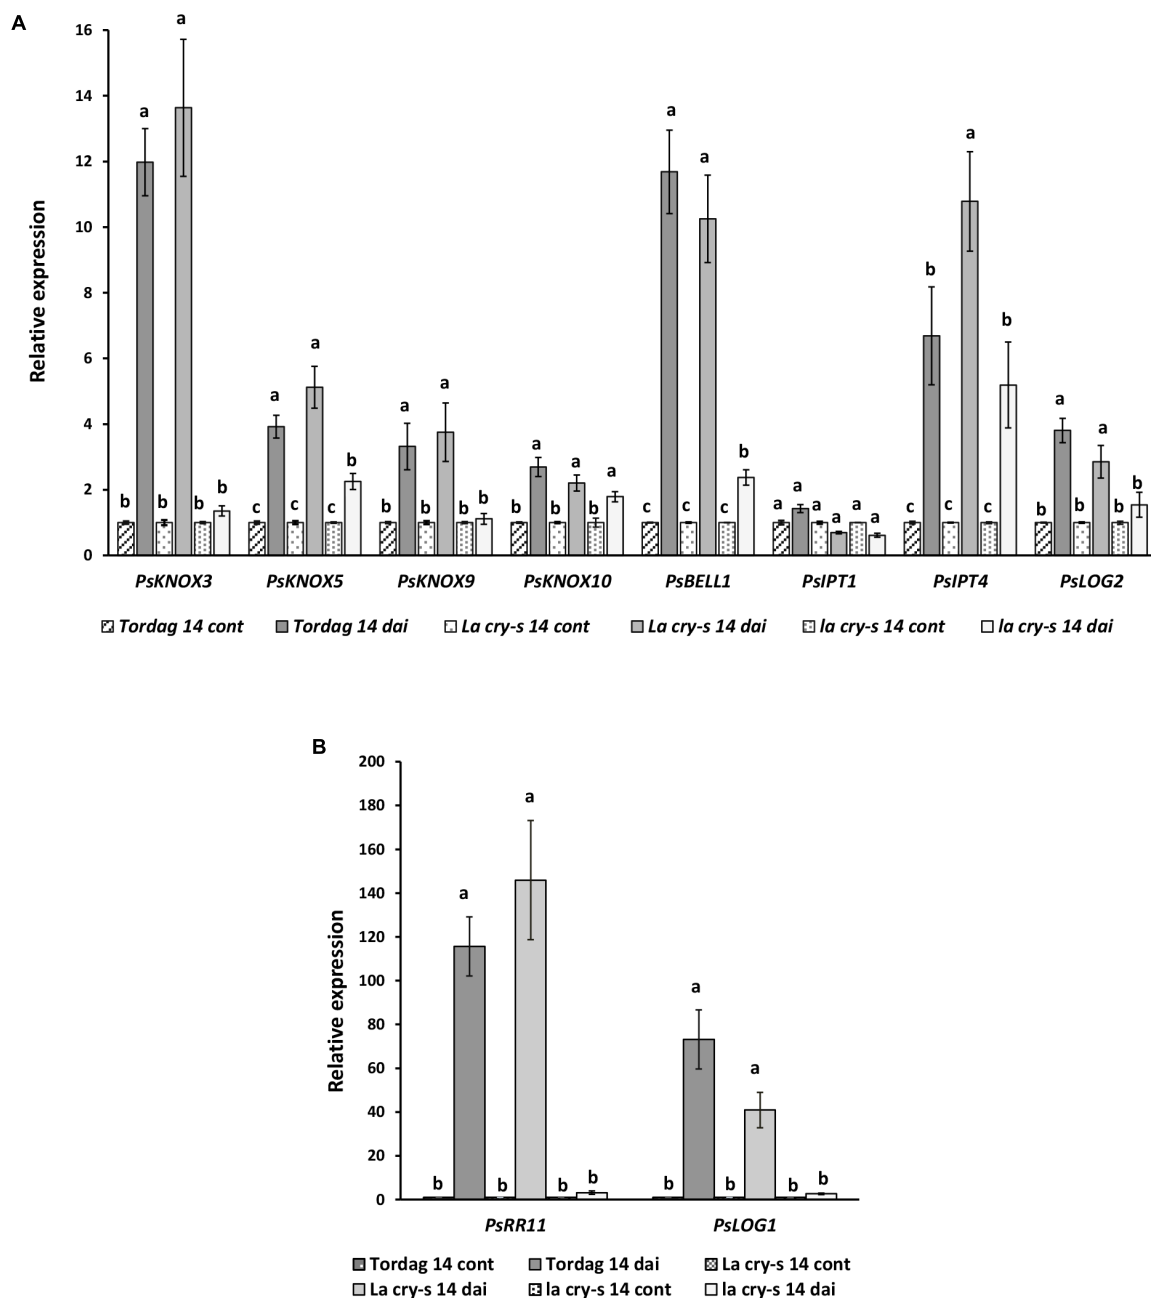 A
16
14
12
10
8
6
4
2
0
Relative expression
b a b a b b
c a c a c b
b a b a b b
b a b a b a
c a c a c b
a a a a a a
c b c a c b
b a b a b b
PsKNOX3 PsKNOX5 PsKNOX9 PsKNOX10 PsBELL1 PsIPT1 PsIPT4 PsLOG2
Tordag 14 cont Tordag 14 dai La cry-s 14 cont La cry-s 14 dai la cry-s 14 cont la cry-s 14 dai
B
200
180
160
140
120
100
80
60
40
20
0
Relative expression
b a b a b b
b a b a b b
PsRR11 PsLOG1
Tordag 14 cont Tordag 14 dai La cry-s 14 cont
La cry-s 14 dai la cry-s 14 cont la cry-s 14 dai